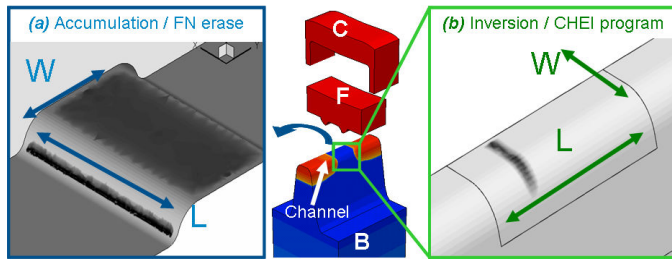 (a) Accumulation / FN erase
W
L
C
F
Channel
B
(b) Inversion / CHEI program
W
L